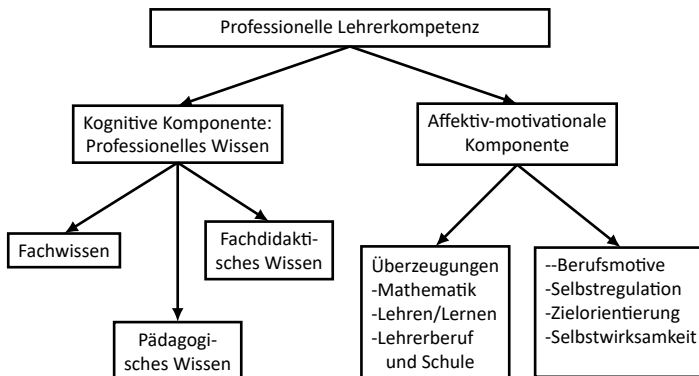 Professionelle Lehrerkompetenz
Kognitive Komponente:
Professionelles Wissen
Affektiv-motivationale
Komponente
Fachwissen
Fachdidakti-
sches Wissen
Pädagogi-
sches Wissen
Überzeugungen
-Mathematik
-Lehren/Lernen
-Lehrerberuf
und Schule
--Berufsmotive
-Selbstregulation
-Zielorientierung
-Selbstwirksamkeit